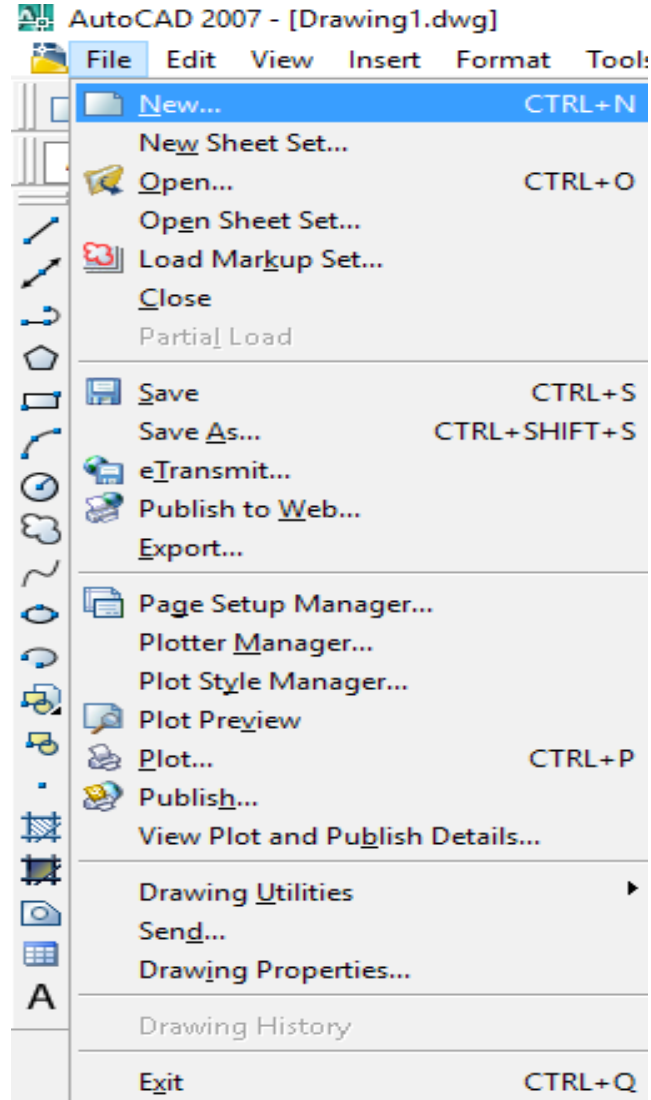 AutoCAD 2007 - [Drawing1.dwg]
File Edit View Insert Format Tools
New... CTRL+N
New Sheet Set...
Open... CTRL+O
Open Sheet Set...
Load Markup Set...
Close
Partial Load
Save CTRL+S
Save As... CTRL+SHIFT+S
eTransmit...
Publish to Web...
Export...
Page Setup Manager...
Plotter Manager...
Plot Style Manager...
Plot Preview
Plot... CTRL+P
Publish...
View Plot and Publish Details...
Drawing Utilities
Send...
Drawing Properties...
A
Drawing History
Exit CTRL+Q